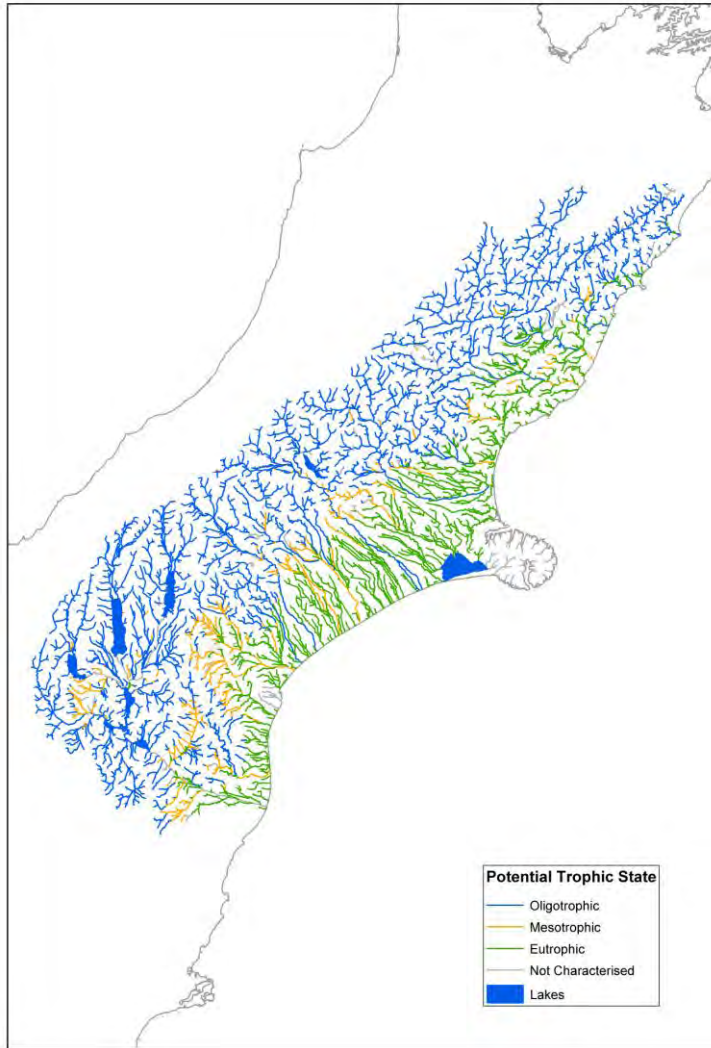 Potential Trophic State
Oligotrophic
Mesotrophic
Eutrophic
Not Characterised
Lakes